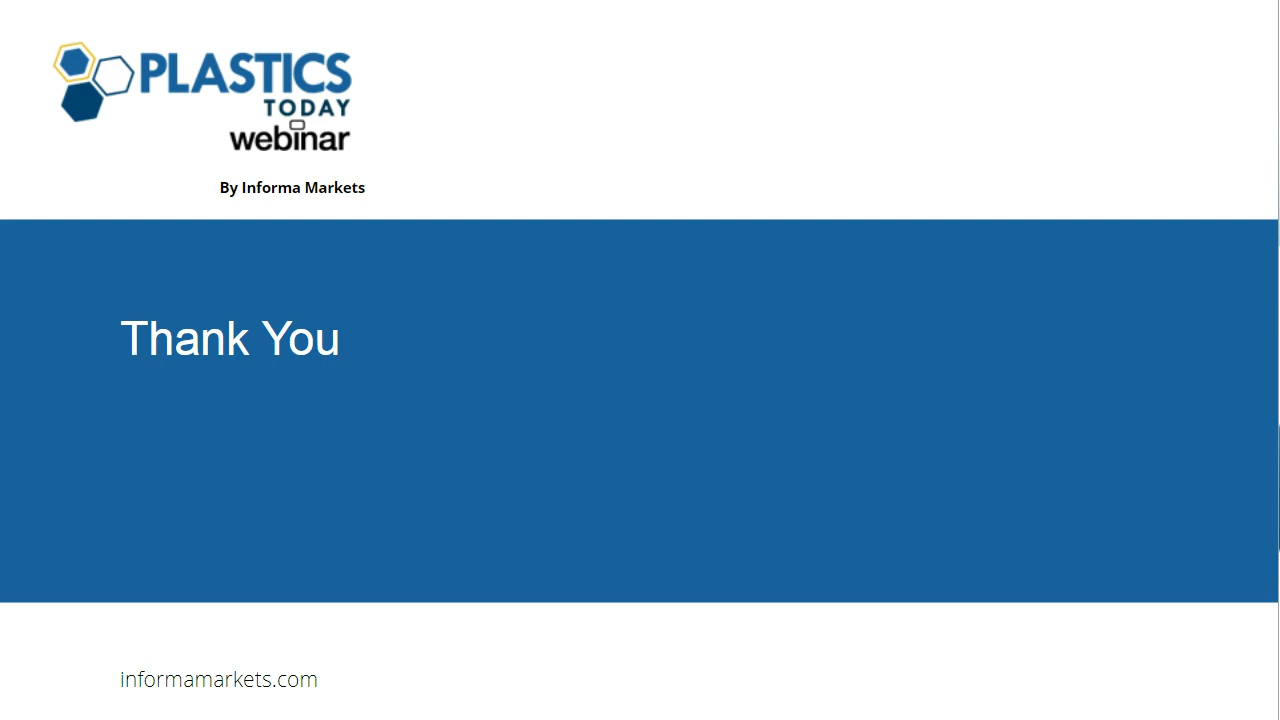 PLASTICS
TODAY
webinar
By Informa Markets
Thank You
informamarkets.com